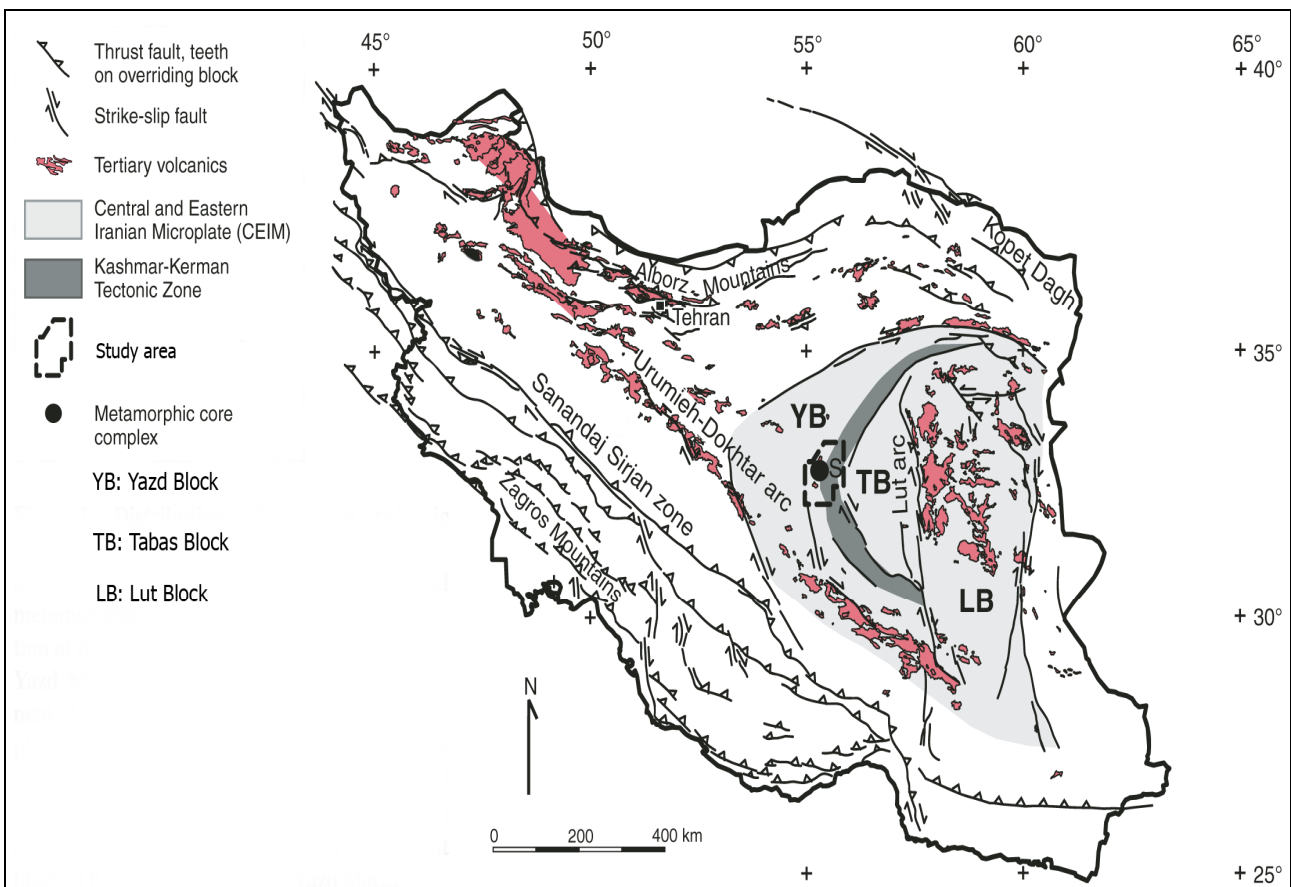 Thrust fault, teeth
on overriding block
Strike-slip fault
Tertiary volcanics
Central and Eastern
Iranian Microplate (CEIM)
Kashmar-Kerman
Tectonic Zone
Study area
Metamorphic core
complex
YB: Yazd Block
TB: Tabas Block
LB: Lut Block
45°
50°
55°
60°
65°
40°
35°
30°
25°
Kopet Dagh
Alborz Mountains
Tehran
Urumieh-Dokhtar arc
Sanandaj Sirjan zone
Zagros Mountains
YB
S
TB
Lut arc
LB
N
0 200 400 km